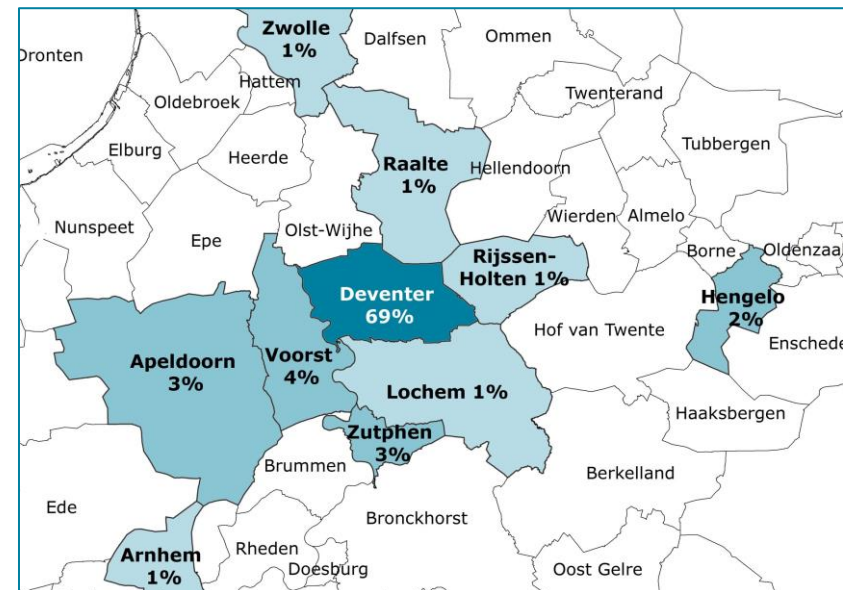 Zwolle
1%
Dalfsen
Ommen
Dronten
Hattem
Twenterand
Oldebroek
Tubbergen
Elburg
Heerde
Raalte
1%
Hellendoorn
Nunspeet
Epe
Olst-Wijhe
Wierden
Almelo
Borne
Oldenzaal
Rijssen-
Holten 1%
Deventer
69%
Hengelo
2%
Hof van Twente
Enschede
Apeldoorn
3%
Voorst
4%
Lochem 1%
Haaksbergen
Zutphen
3%
Brummen
Berkelland
Ede
Bronckhorst
Arnhem
1%
Rheden
Doesburg
Oost Gelre